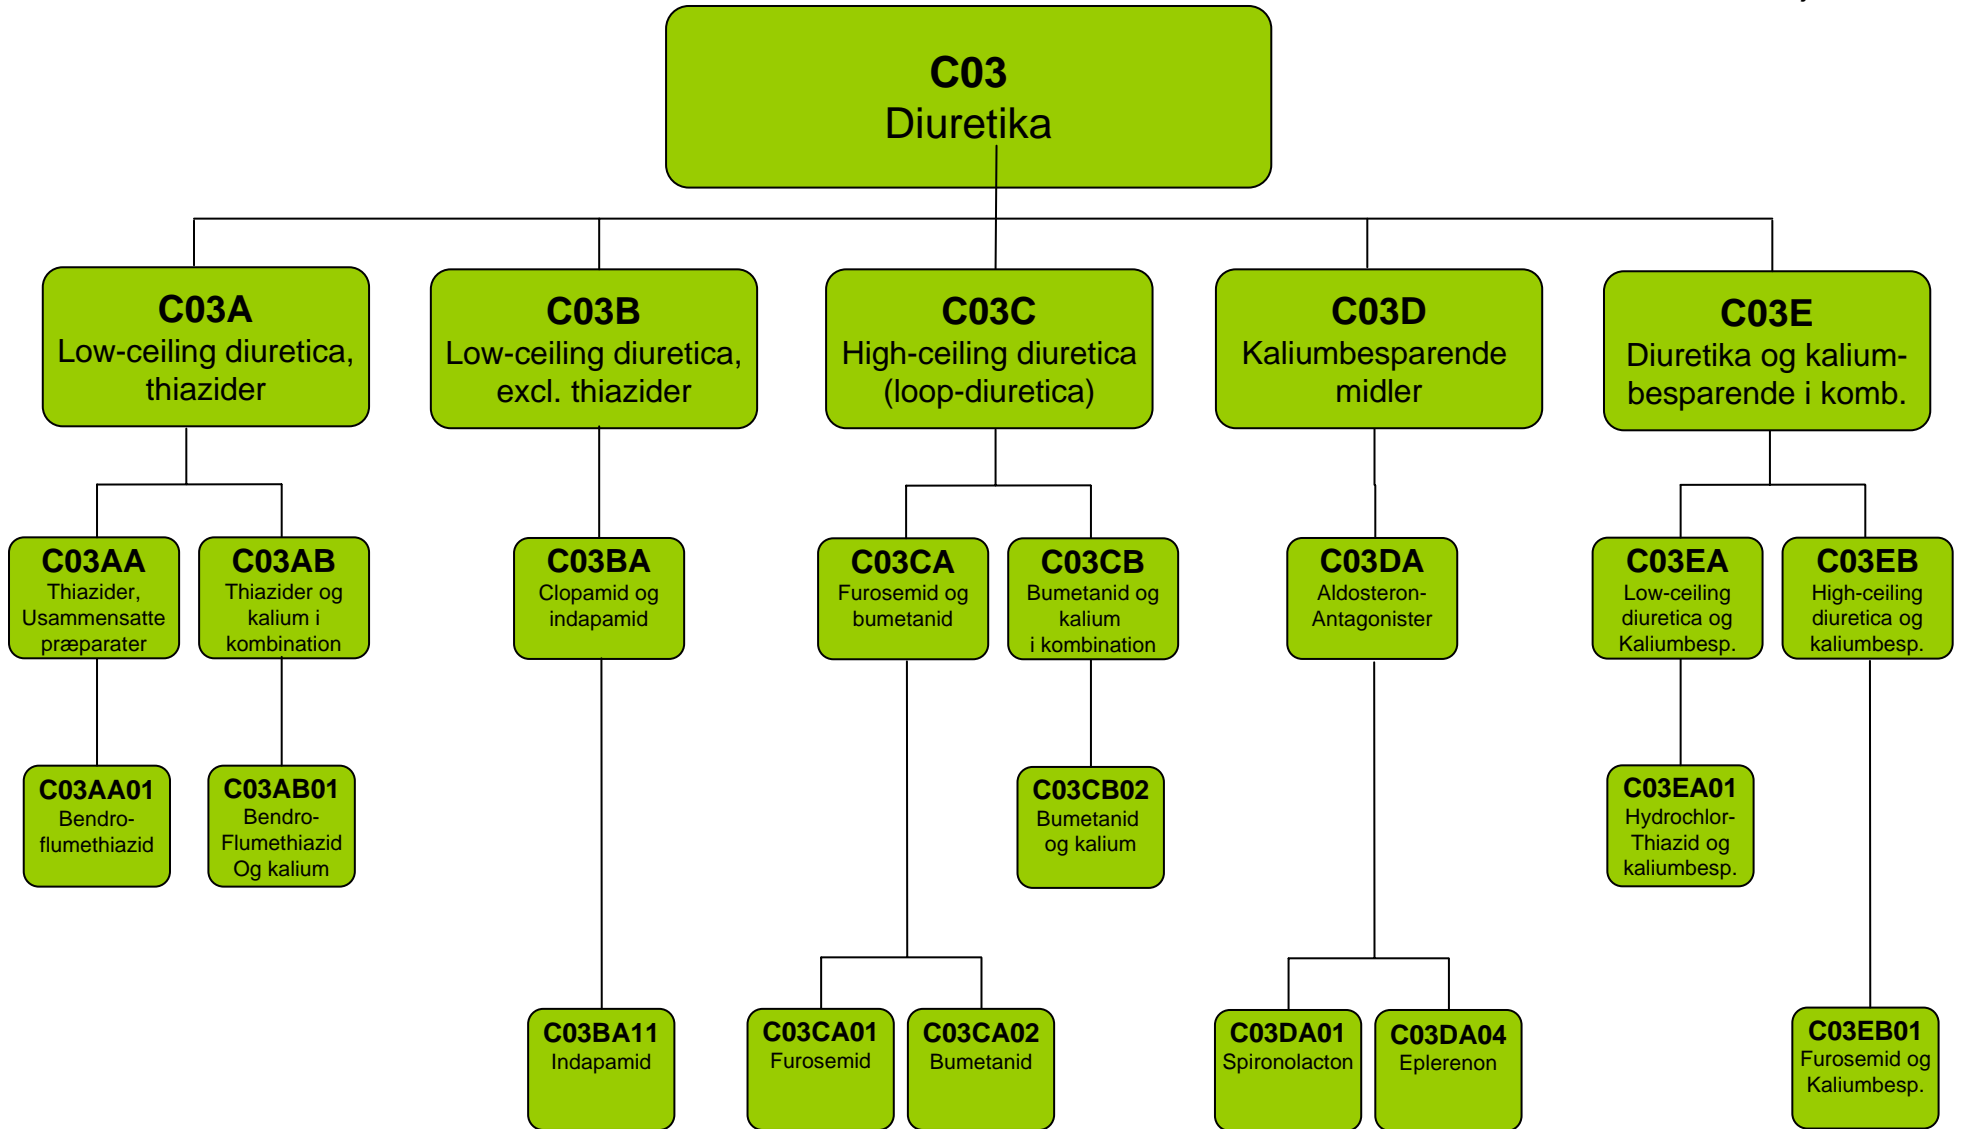 C03
Diuretika
C03A
Low-ceiling diuretica,
thiazider
C03B
Low-ceiling diuretica,
excl. thiazider
C03C
High-ceiling diuretica
(loop-diuretica)
C03D
Kaliumbesparende
midler
C03E
Diuretika og kalium-
besparende i komb.
C03AA
Thiazider,
Usammensatte
præparater
C03AB
Thiazider og
kalium i
kombination
C03BA
Clopamid og
indapamid
C03CA
Furosemid og
bumetanid
C03CB
Bumetanid og
kalium
i kombination
C03DA
Aldosteron-
Antagonister
C03EA
Low-ceiling
diuretica og
Kaliumbesp.
C03EB
High-ceiling
diuretica og
kaliumbesp.
C03AA01
Bendro-
flumethiazid
C03AB01
Bendro-
Flumethiazid
Og kalium
C03CB02
Bumetanid
og kalium
C03EA01
Hydrochlor-
Thiazid og
kaliumbesp.
C03BA11
Indapamid
C03CA01
Furosemid
C03CA02
Bumetanid
C03DA01
Spironolacton
C03DA04
Eplerenon
C03EB01
Furosemid og
Kaliumbesp.